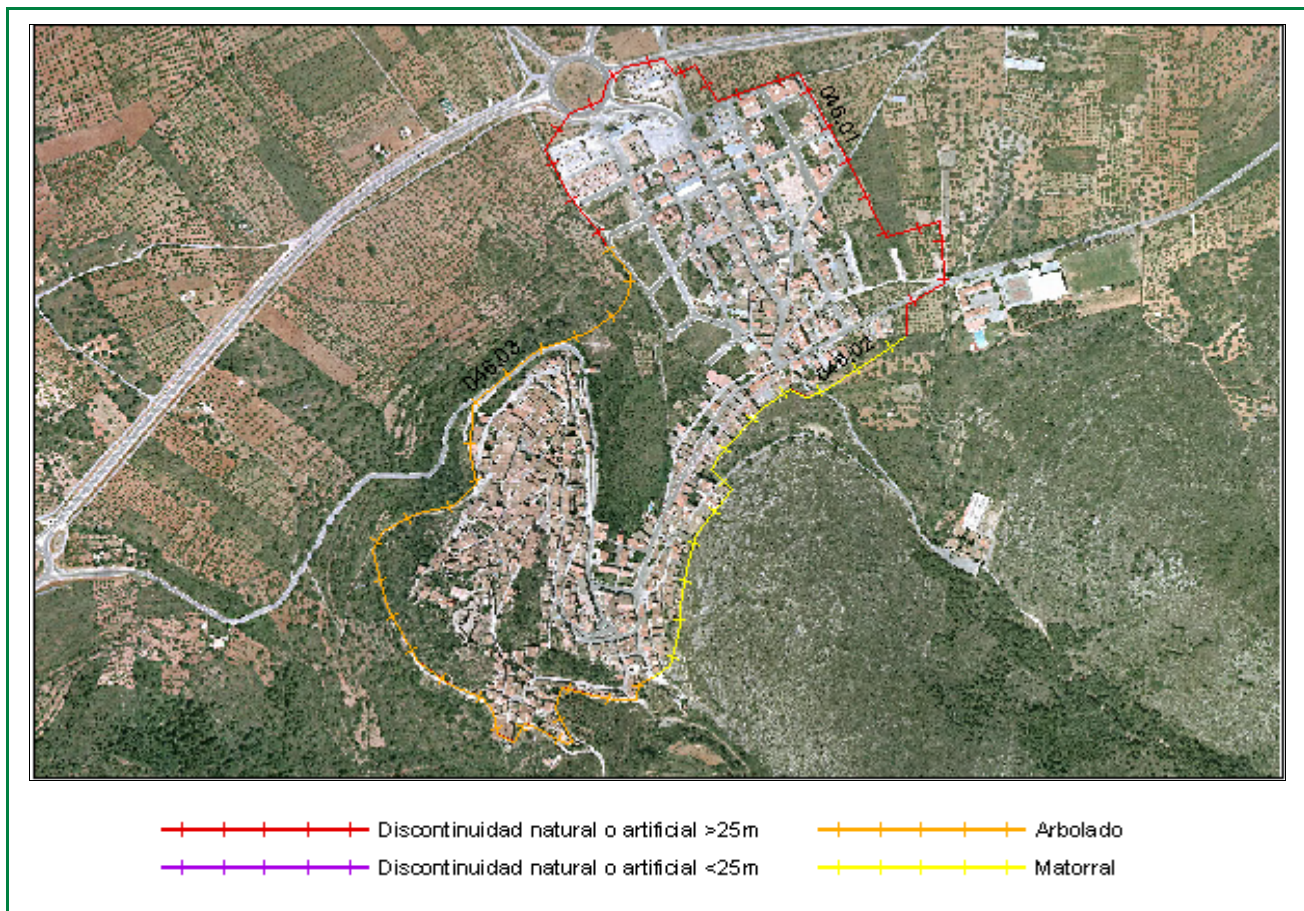 046.01
046.02
046.03
Discontinuidad natural o artificial >25m
Arbolado
Discontinuidad natural o artificial <25m
Matorral